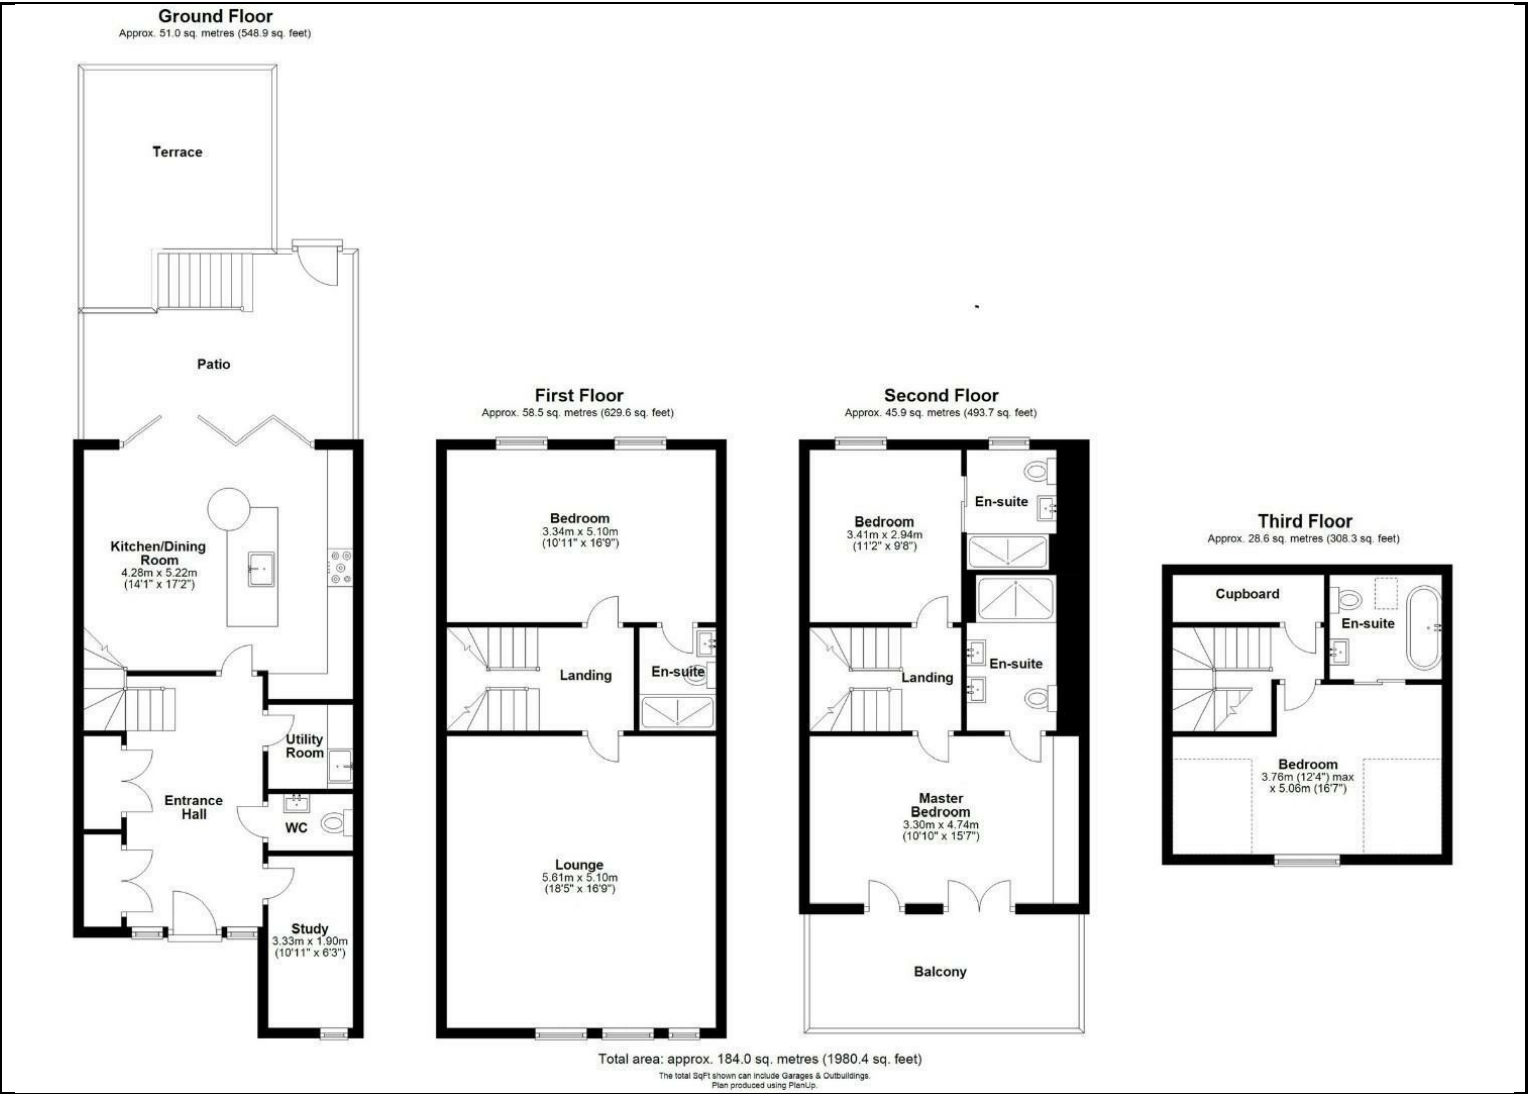 Ground Floor
Approx. 51.0 sq. metres (548.9 sq. feet)
Terrace
Patio
Kitchen/Dining
Room
4.28m x 5.22m
(14'1" x 17'2")
Utility
Room
Entrance
Hall
WC
Study
3.33m x 1.90m
(10'11" x 6'3")
First Floor
Approx. 58.5 sq. metres (629.6 sq. feet)
Bedroom
3.34m x 5.10m
(10'11" x 16'9")
Landing
En-suite
Lounge
5.61m x 5.10m
(18'5" x 16'9")
Second Floor
Approx. 45.9 sq. metres (493.7 sq. feet)
Bedroom
3.41m x 2.94m
(11'2" x 9'8")
En-suite
En-suite
Landing
Master
Bedroom
3.30m x 4.74m
(10'10" x 15'7")
Balcony
Third Floor
Approx. 28.6 sq. metres (308.3 sq. feet)
Cupboard
En-suite
Bedroom
3.76m (12'4") max
x 5.06m (16'7")
Total area: approx. 184.0 sq. metres (1980.4 sq. feet)
The total SqFt shown can include Garages & Outbuildings.
Plan produced using PlanUp.